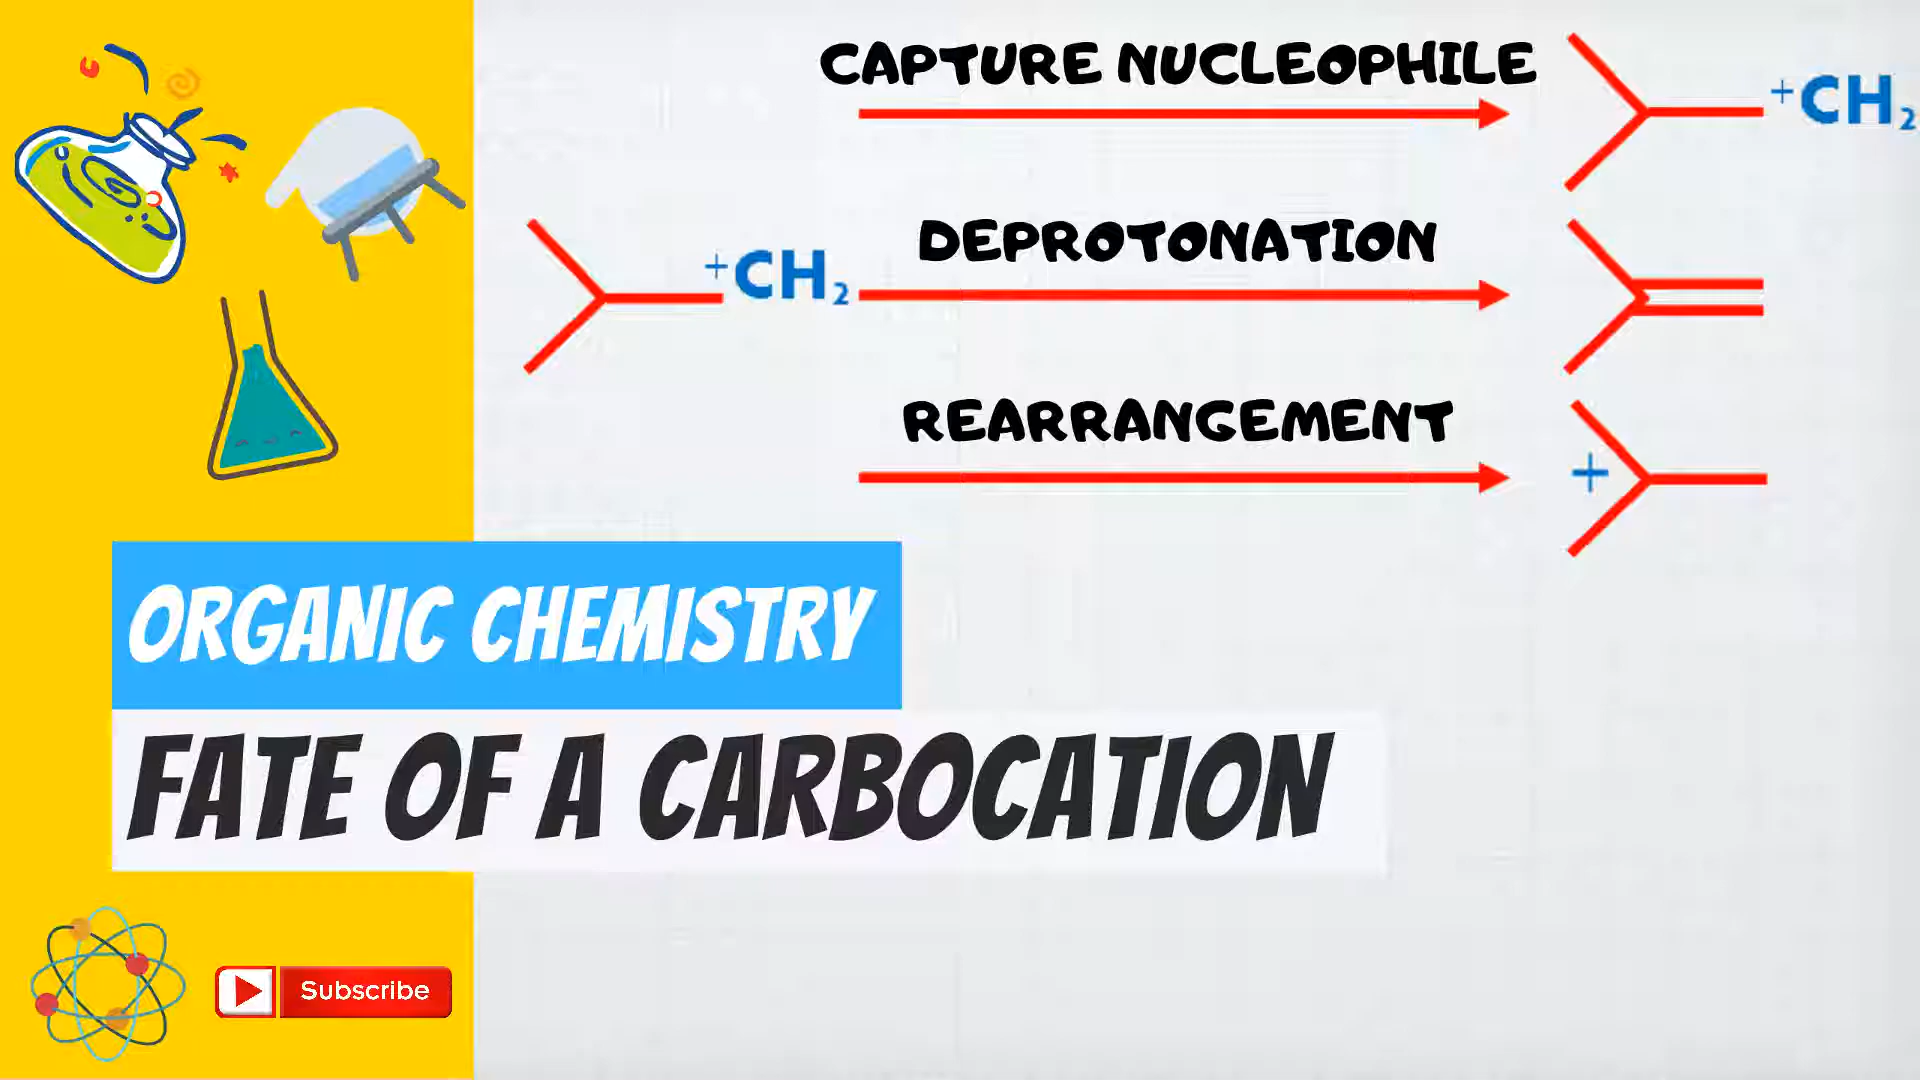 CAPTURE NUCLEOPHILE
+CH₂
DEPROTONATION
+CH₂
REARRANGEMENT
+
ORGANIC CHEMISTRY
FATE OF A CARBOCATION
Subscribe